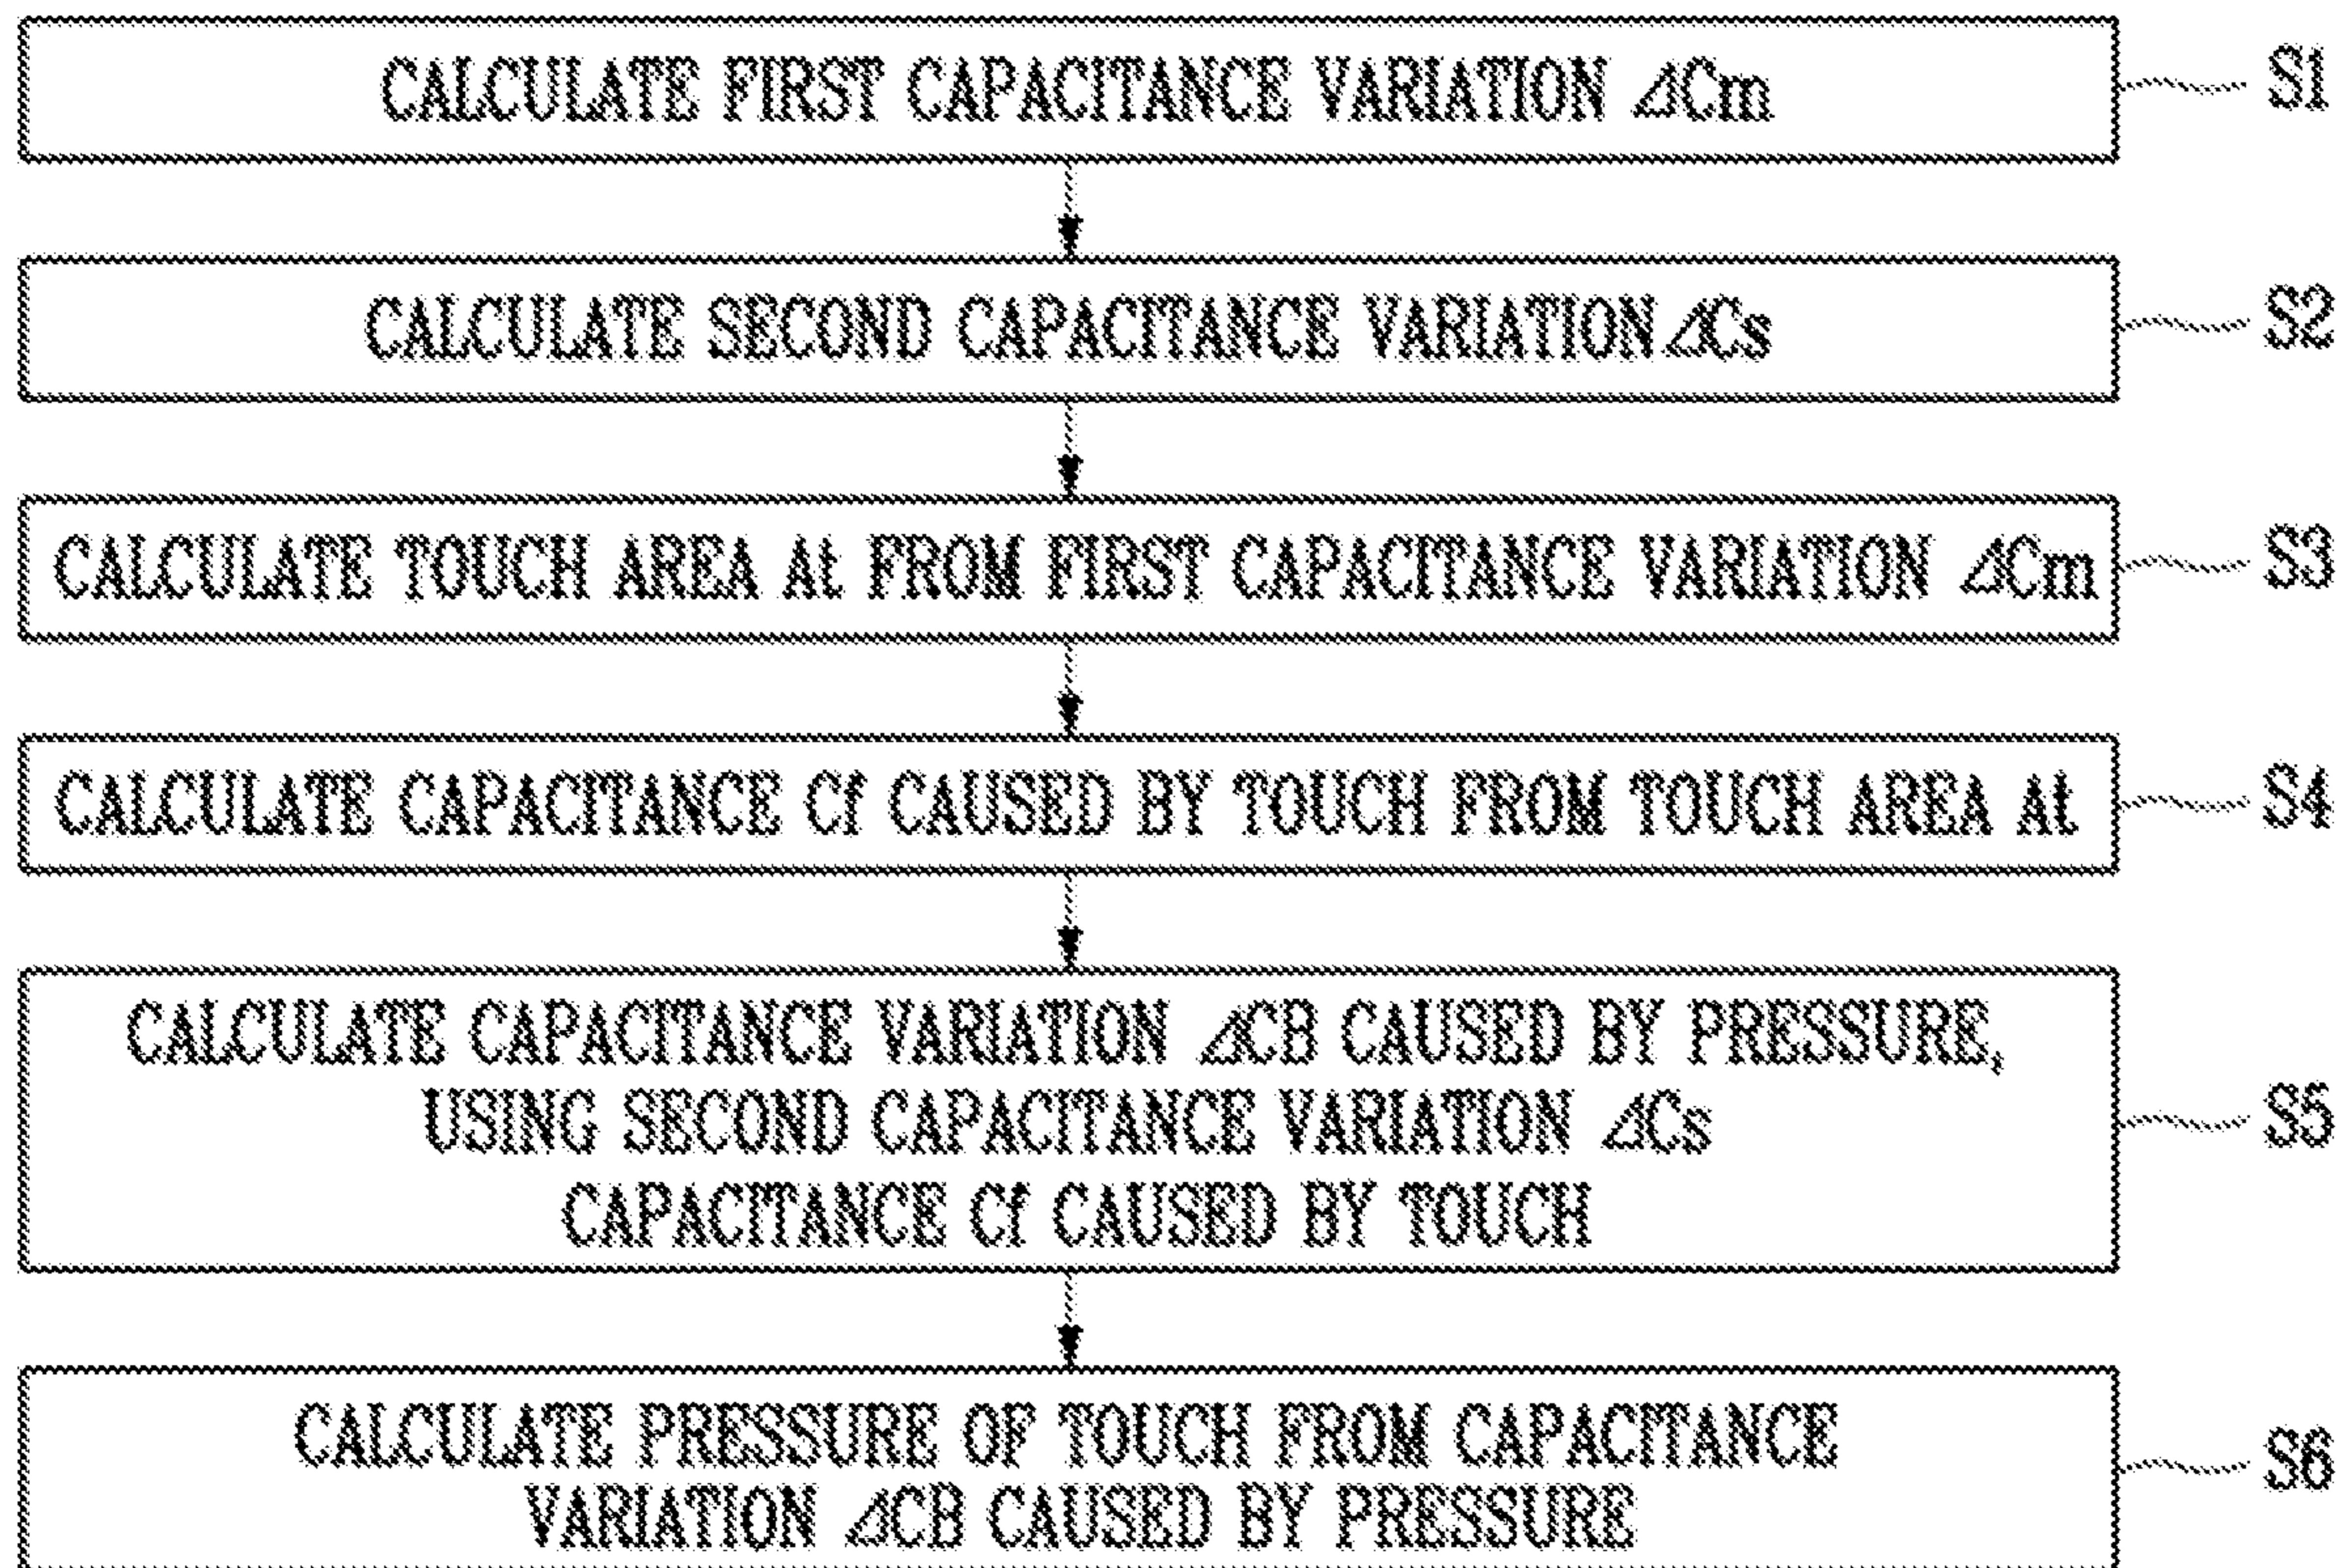 CALCULATE FIRST CAPACITANCE VARIATION ⊿Cm
S1
CALCULATE SECOND CAPACITANCE VARIATION⊿Cs
S2
CALCULATE TOUCH AREA At FROM FIRST CAPACITANCE VARIATION ⊿Cm
S3
CALCULATE CAPACITANCE Cf CAUSED BY TOUCH FROM TOUCH AREA At
S4
CALCULATE CAPACITANCE VARIATION ⊿CB CAUSED BY PRESSURE,
USING SECOND CAPACITANCE VARIATION ⊿Cs
CAPACITANCE Cf CAUSED BY TOUCH
S5
CALCULATE PRESSURE OF TOUCH FROM CAPACITANCE
VARIATION ⊿CB CAUSED BY PRESSURE
S6